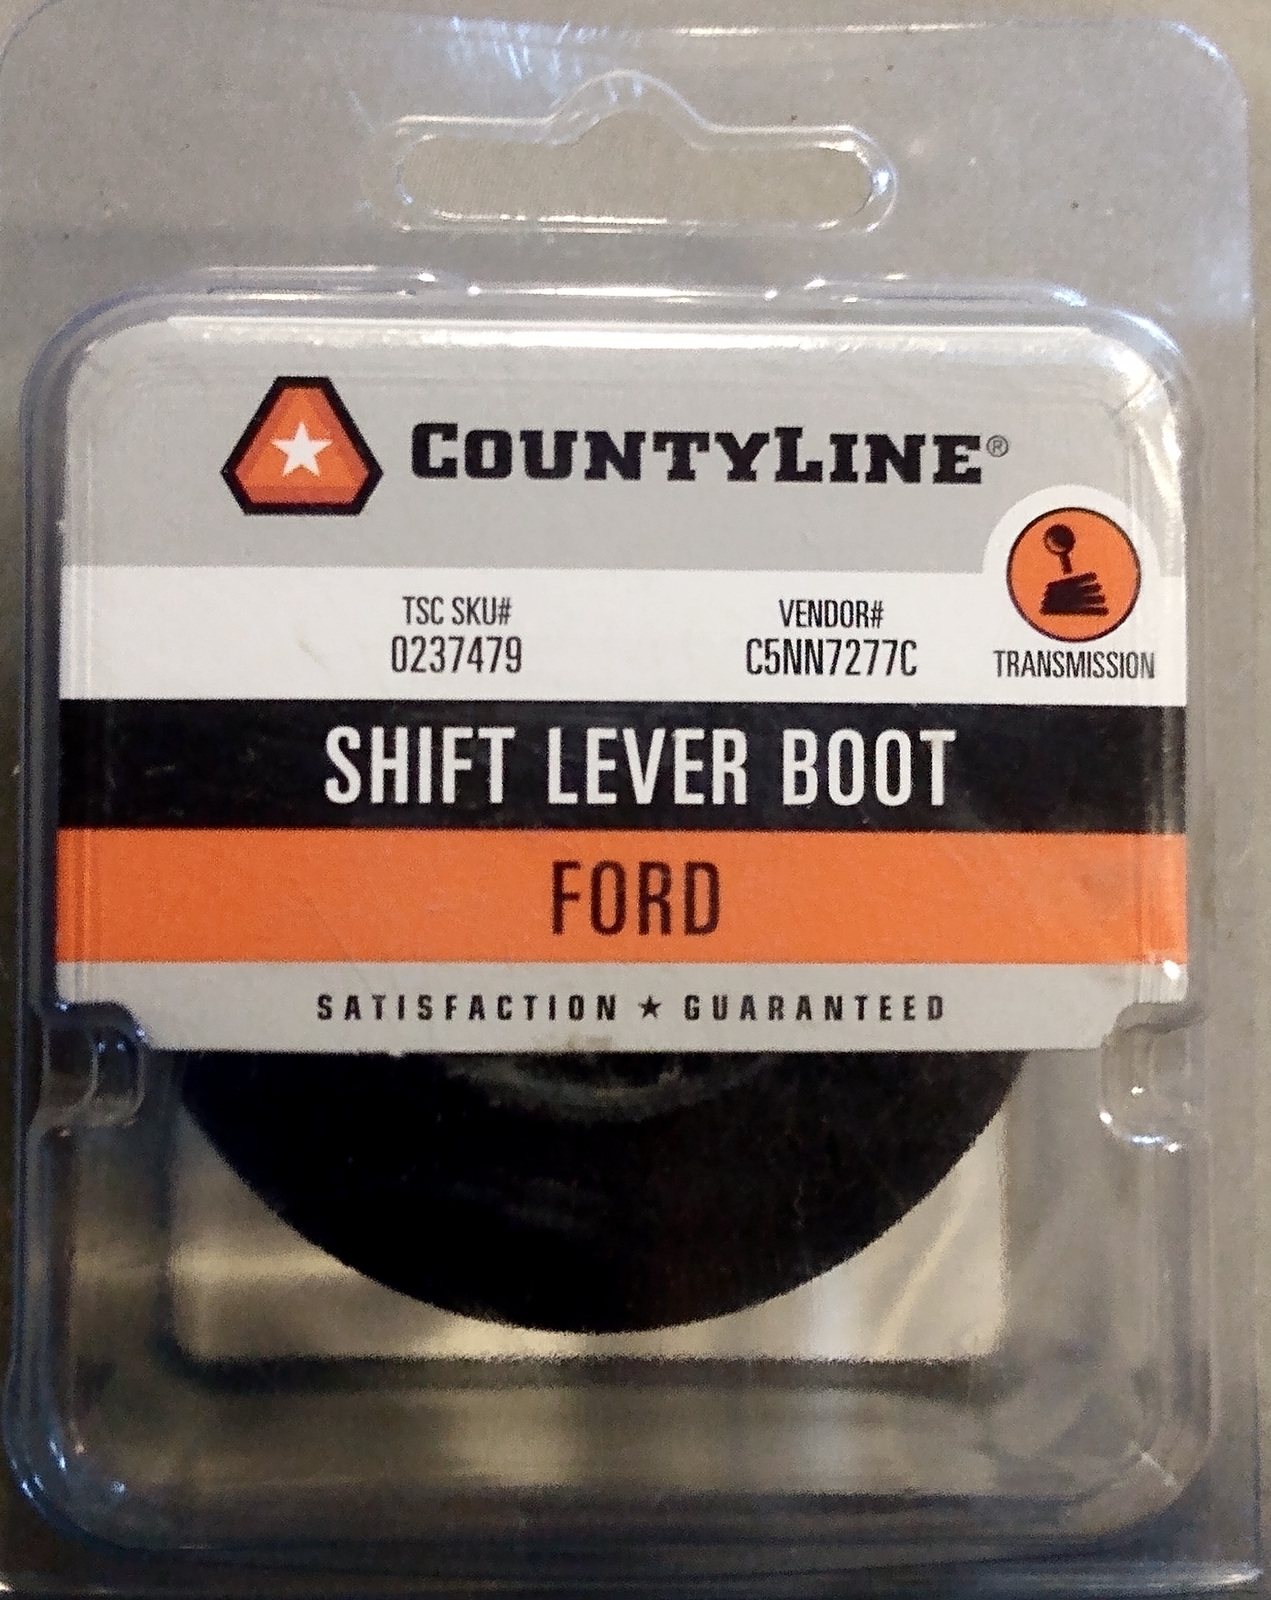 COUNTYLINE®
TSC SKU#
0237479
VENDOR#
C5NN7277C
TRANSMISSION
SHIFT LEVER BOOT
FORD
SATISFACTION ★ GUARANTEED